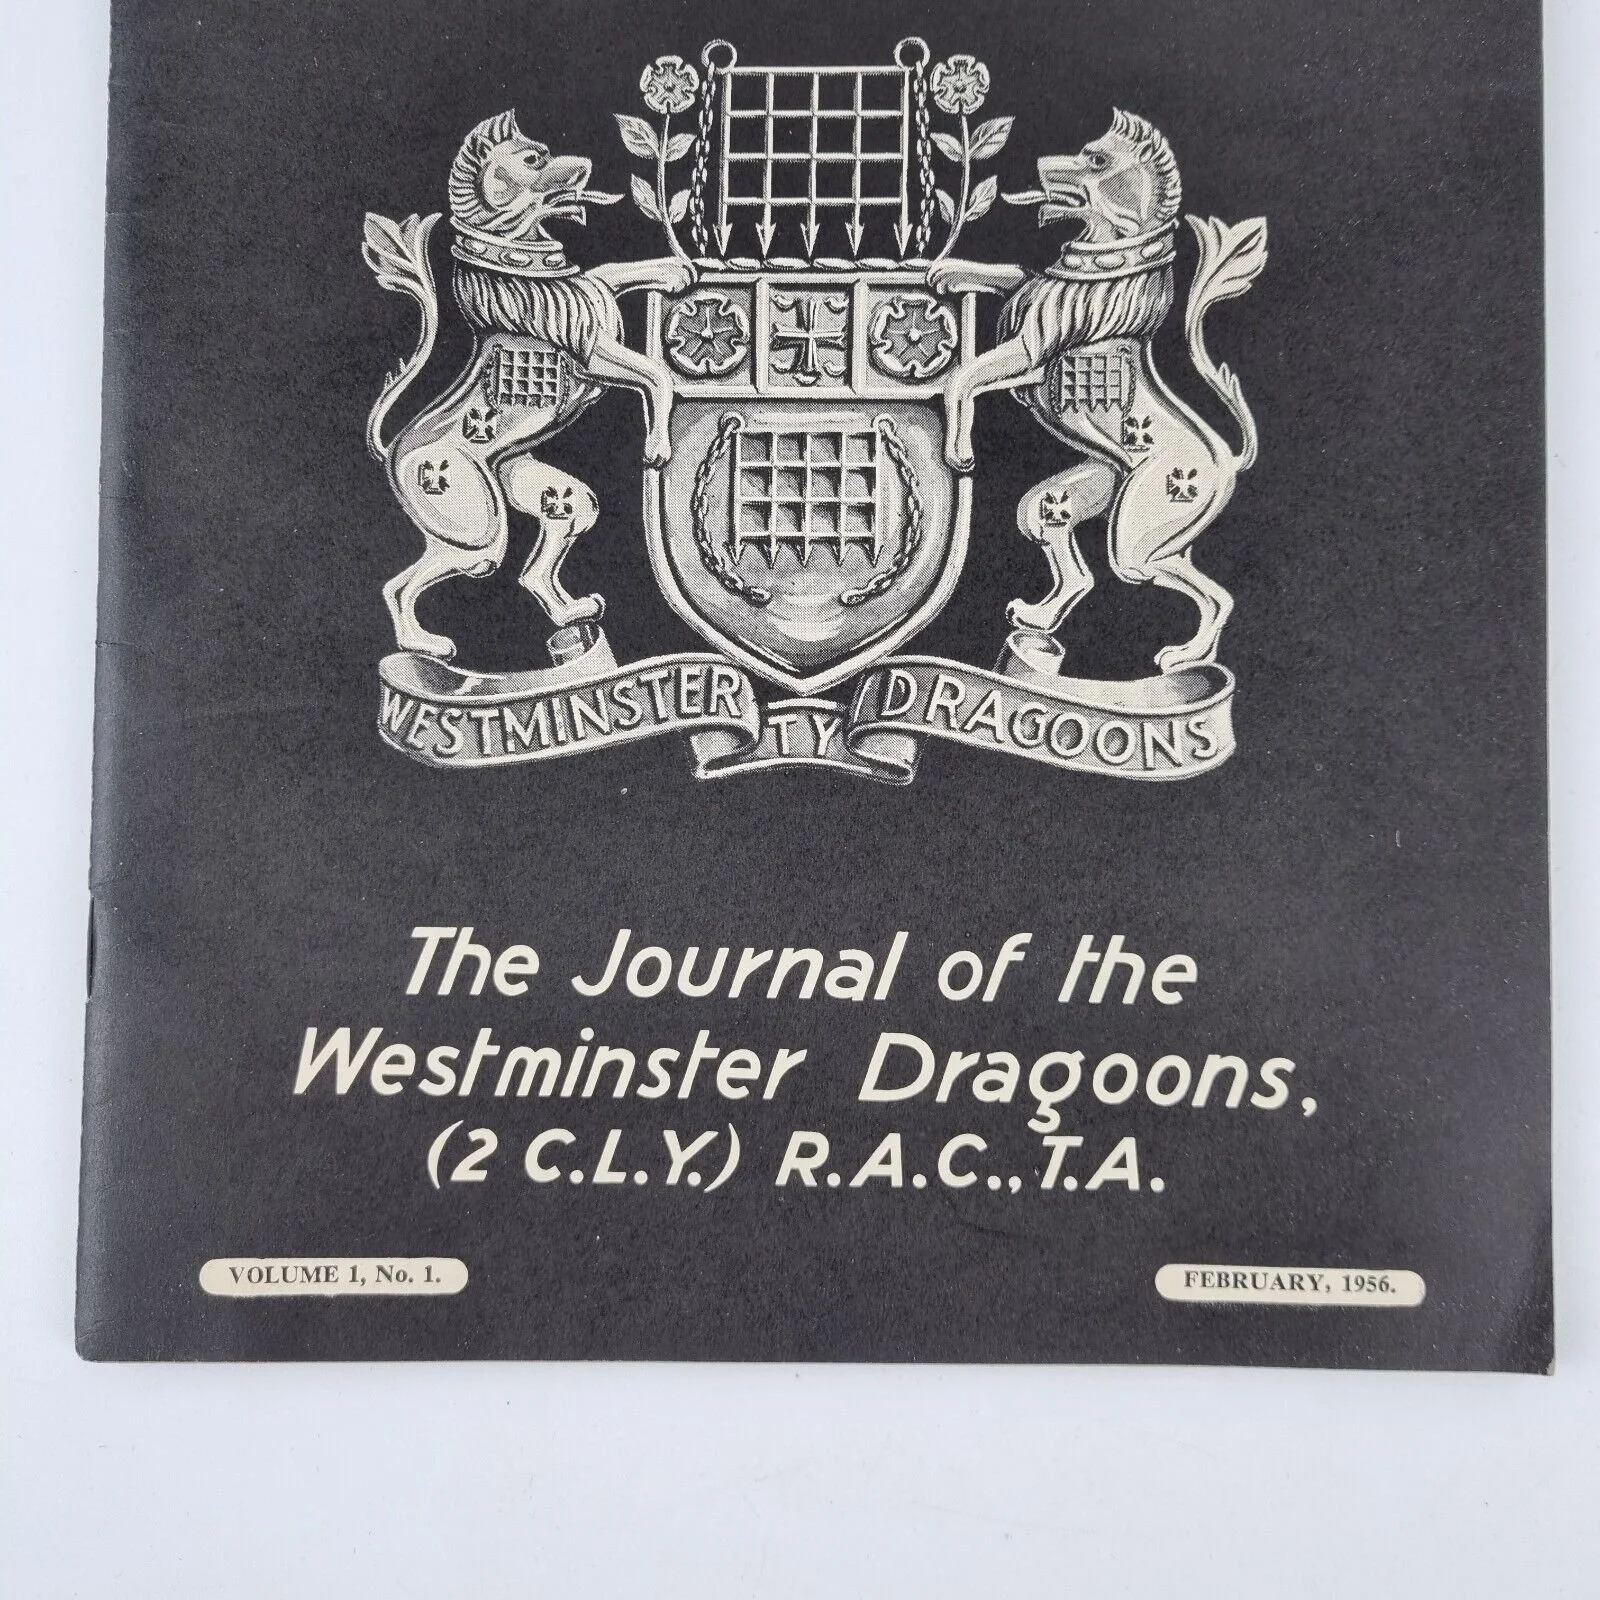 WESTMINSTER TY DRAGOONS
The Journal of the
Westminster Dragoons,
(2 C.L.Y.) R.A.C., T.A.
VOLUME 1, No. 1.
FEBRUARY, 1956.